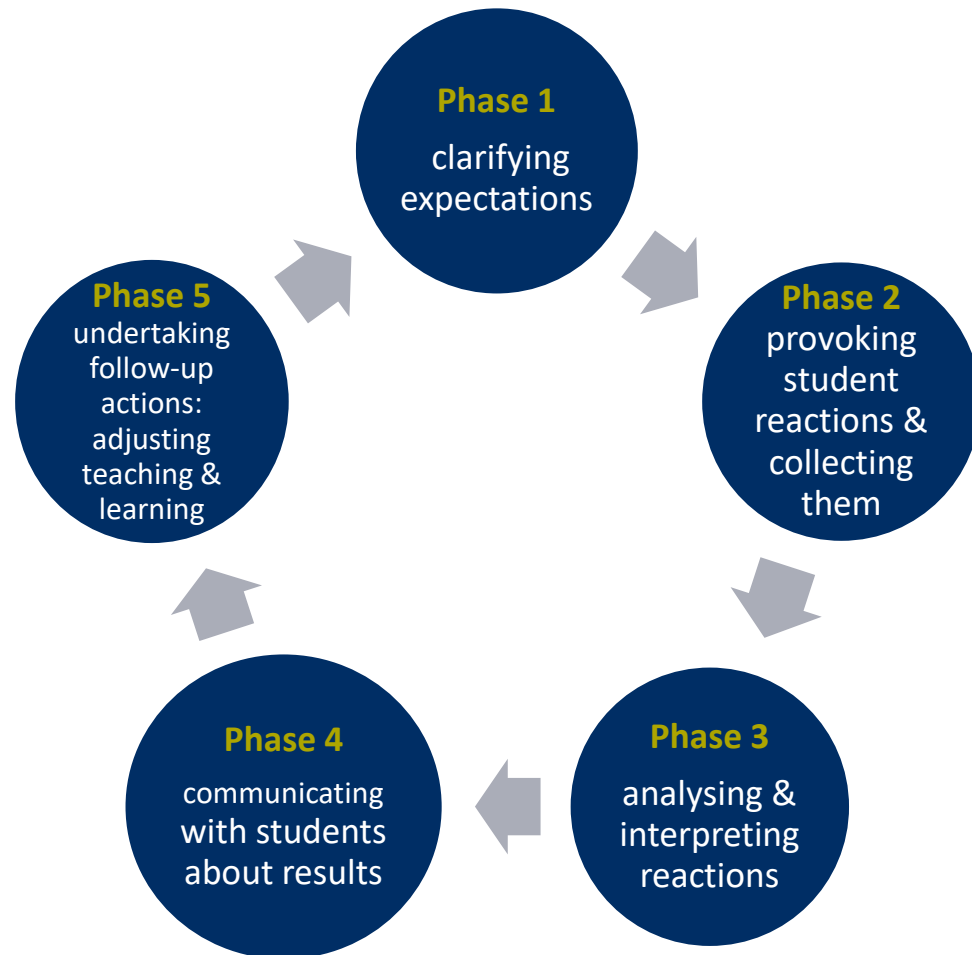 Phase 1
clarifying
expectations
Phase 2
provoking
student
reactions &
collecting
them
Phase 3
analysing &
interpreting
reactions
Phase 4
communicating
with students
about results
Phase 5
undertaking
follow-up
actions:
adjusting
teaching &
learning